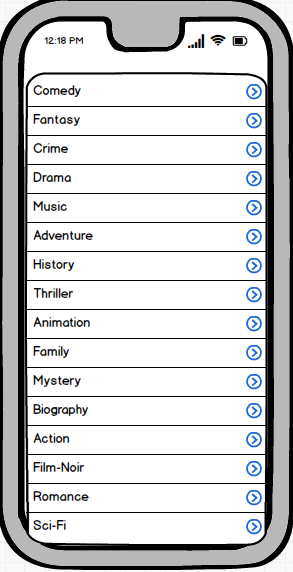 12:18 PM
Comedy
Fantasy
Crime
Drama
Music
Adventure
History
Thriller
Animation
Family
Mystery
Biography
Action
Film-Noir
Romance
Sci-Fi